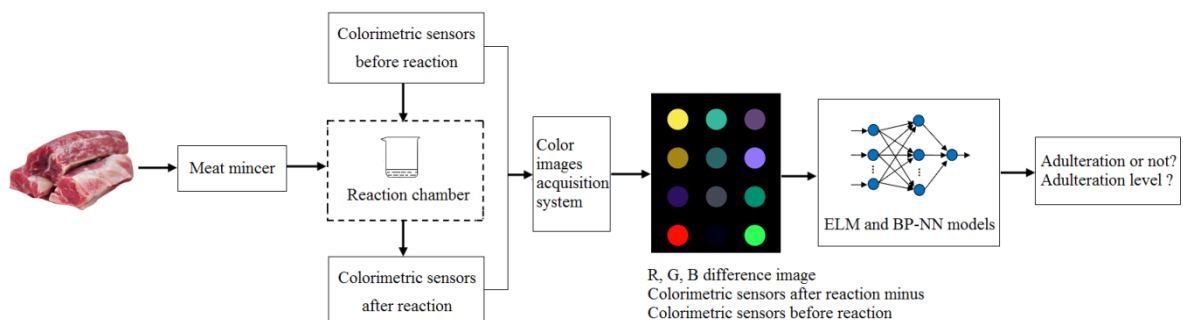 Colorimetric sensors
before reaction
Meat mincer
Reaction chamber
Colorimetric sensors
after reaction
Color
images
acquisition
system
R, G, B difference image
Colorimetric sensors after reaction minus
Colorimetric sensors before reaction
ELM and BP-NN models
Adulteration or not?
Adulteration level ?